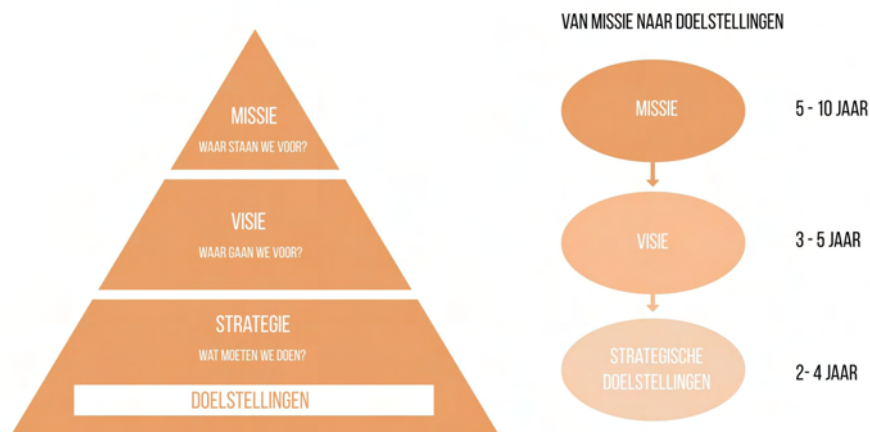 MISSIE
WAAR STAAN WE VOOR?
VISIE
WAAR GAAN WE VOOR?
STRATEGIE
WAT MOETEN WE DOEN?
DOELSTELLINGEN
VAN MISSIE NAAR DOELSTELLINGEN
MISSIE
5 - 10 JAAR
VISIE
3 - 5 JAAR
STRATEGISCHE
DOELSTELLINGEN
2- 4 JAAR